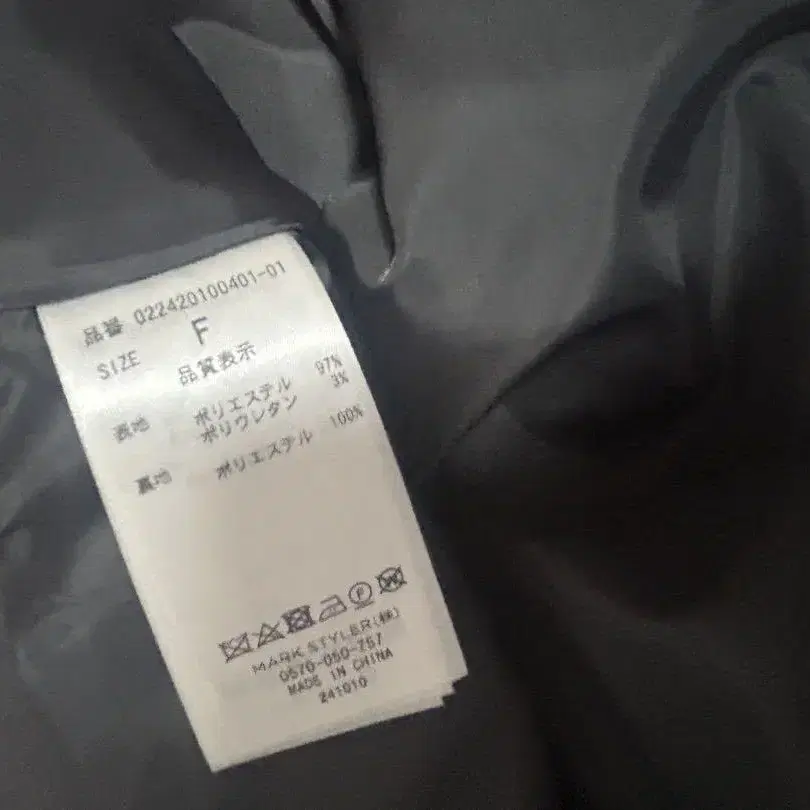 品番 022420100401-01
SIZE F
品質表示
表地 ポリエステル 97%
ポリウレタン 3%
裏地 ポリエステル 100%
MARK STYLER(株)
0570-050-757
MADE IN CHINA
241010